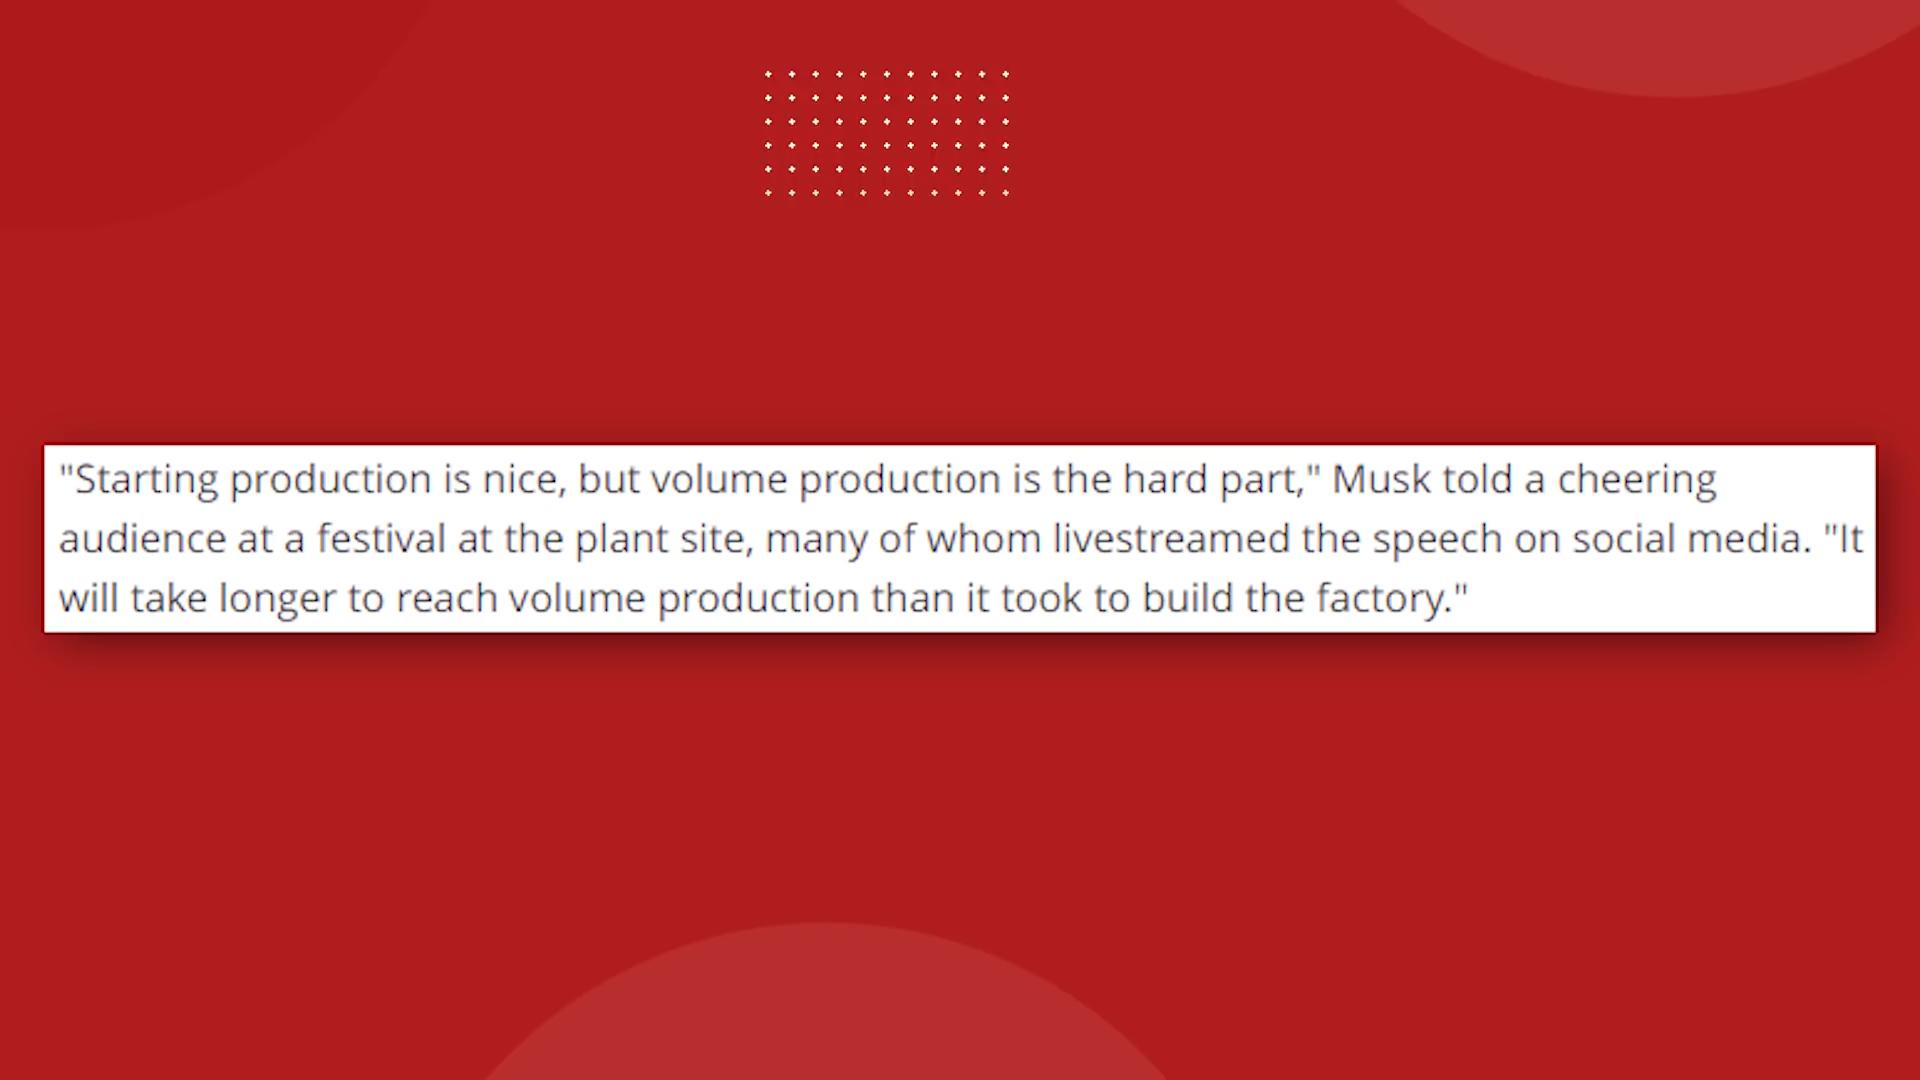 "Starting production is nice, but volume production is the hard part," Musk told a cheering
audience at a festival at the plant site, many of whom livestreamed the speech on social media. "It
will take longer to reach volume production than it took to build the factory."